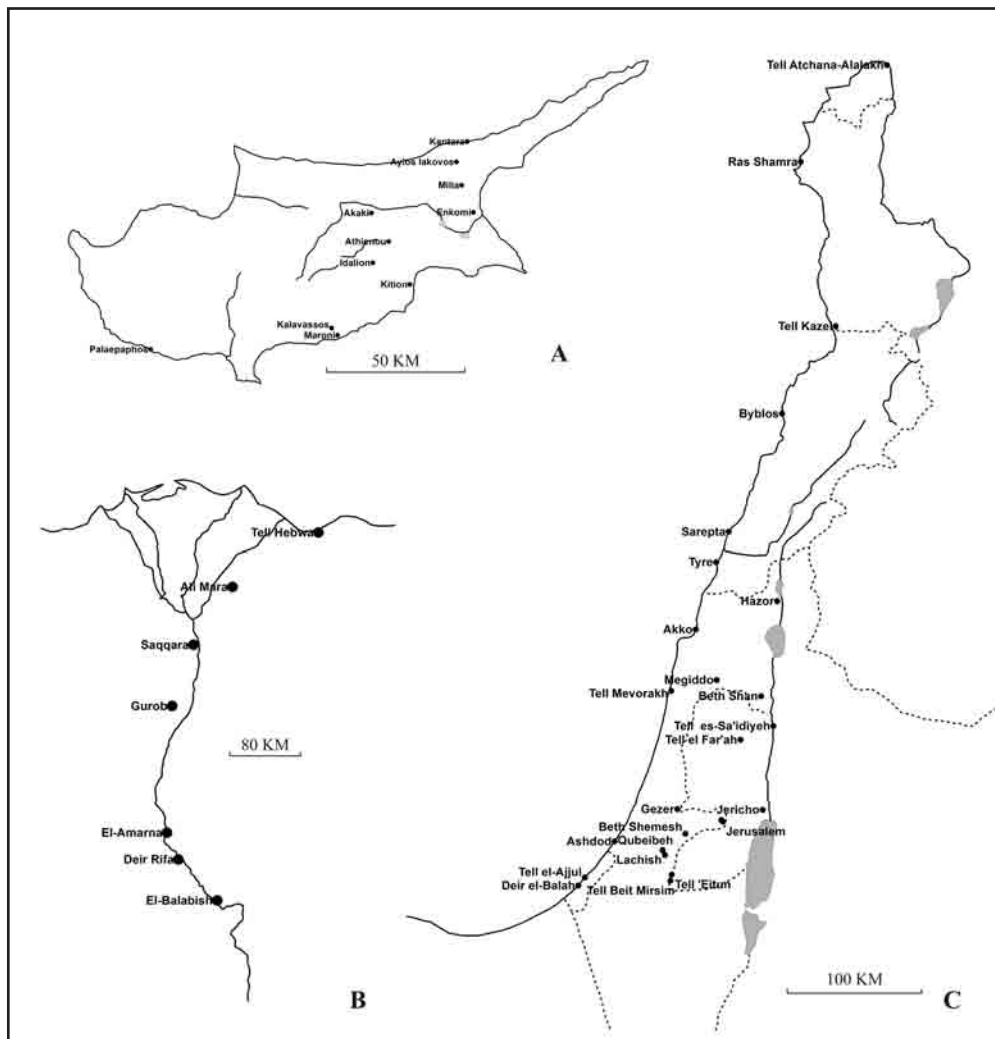 Kantara
Ayios Iakovos
Milia
Akaki
Enkomi
Athienou
Idalion
Kition
Kalavassos
Maroni
Palaepaphos
A
50 KM
Tell Hebwa
Ali Mara
Saqqara
Gurob
80 KM
El-Amarna
Deir Rifa
El-Balabish
B
Tell Atchana-Alalakh
Ras Shamra
Tell Kazel
Byblos
Sarepta
Tyre
Hazor
Akko
Megiddo
Tell Mevorakh
Beth Shan
Tell es-Sa'idiyeh
Tell el Far'ah
Gezer
Jericho
Beth Shemesh
Jerusalem
Ashdod
Qubeibeh
Lachish
Tell el-Ajjul
Deir el-Balah
Tell Beit Mirsim
Tell 'Eitun
100 KM
C